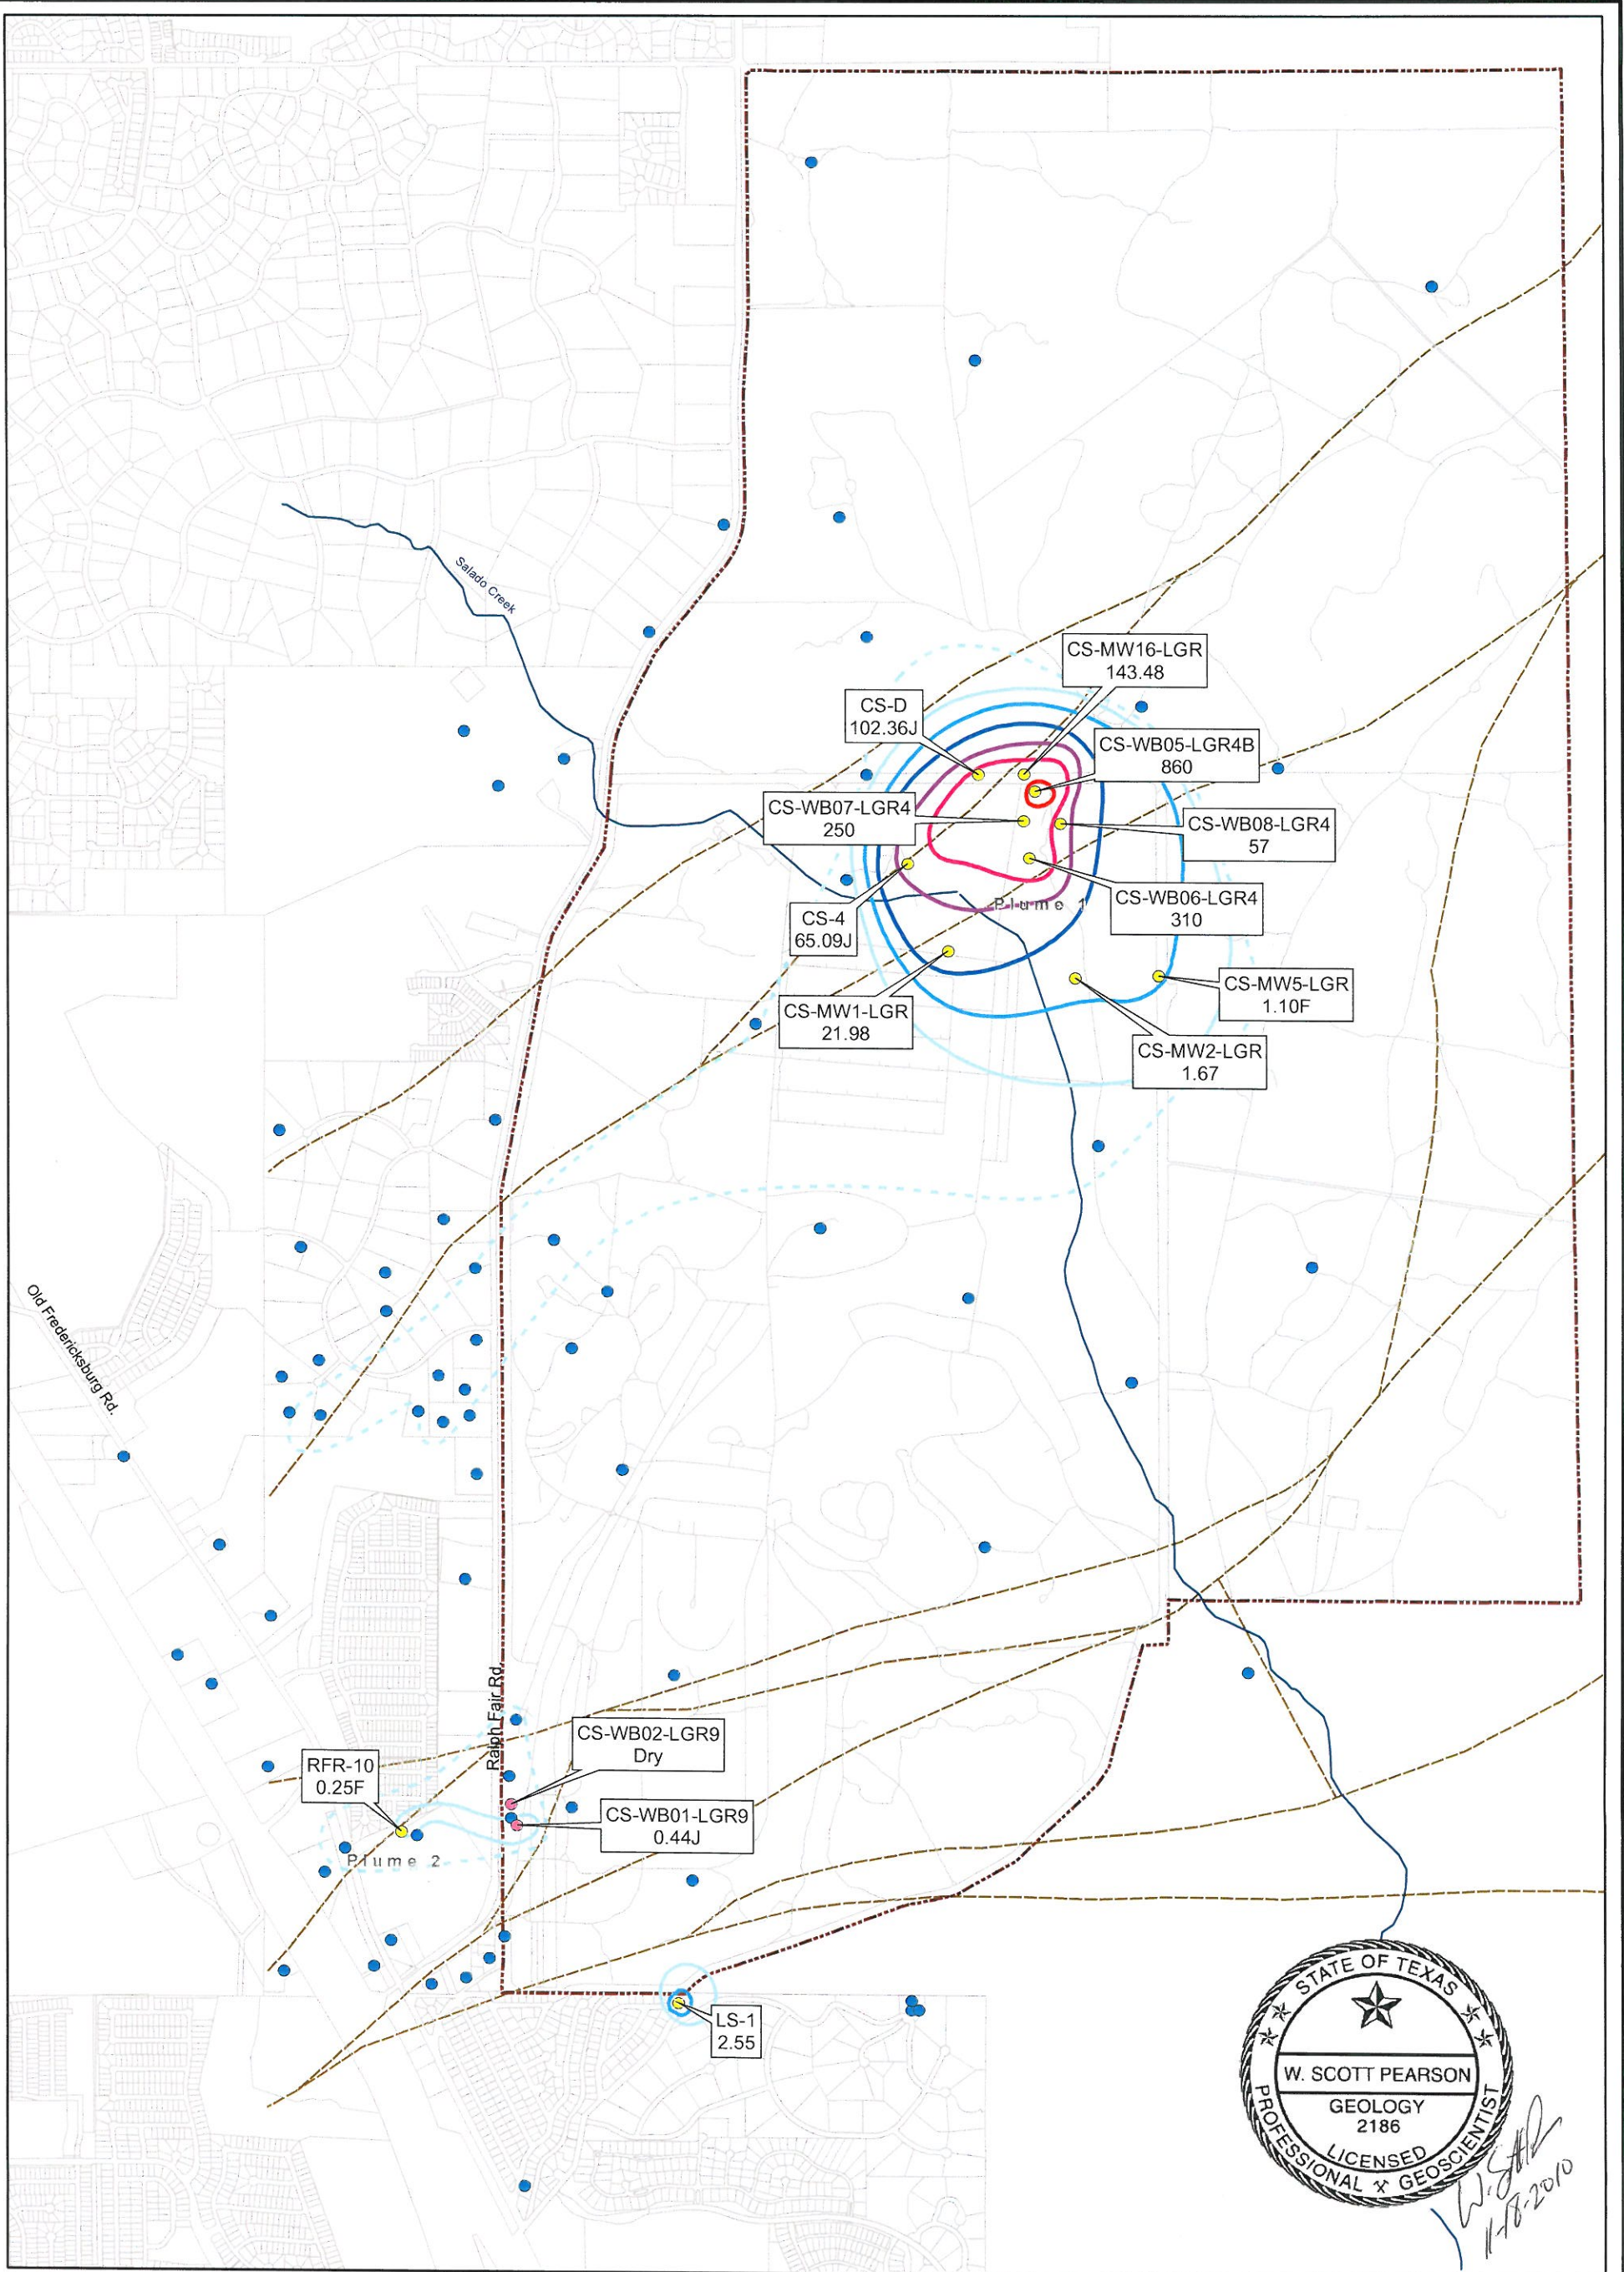 Salado Creek
CS-MW16-LGR
143.48
CS-D
102.36J
CS-WB05-LGR4B
860
CS-WB07-LGR4
250
CS-WB08-LGR4
57
CS-WB06-LGR4
310
Plume 1
CS-4
65.09J
CS-MW5-LGR
1.10F
CS-MW1-LGR
21.98
CS-MW2-LGR
1.67
Old Fredericksburg Rd.
Ralph Fair Rd.
CS-WB02-LGR9
Dry
RFR-10
0.25F
CS-WB01-LGR9
0.44J
Plume 2
LS-1
2.55
STATE OF TEXAS
W. SCOTT PEARSON
GEOLOGY
2186
LICENSED
PROFESSIONAL GEOSCIENTIST
11-18-2010